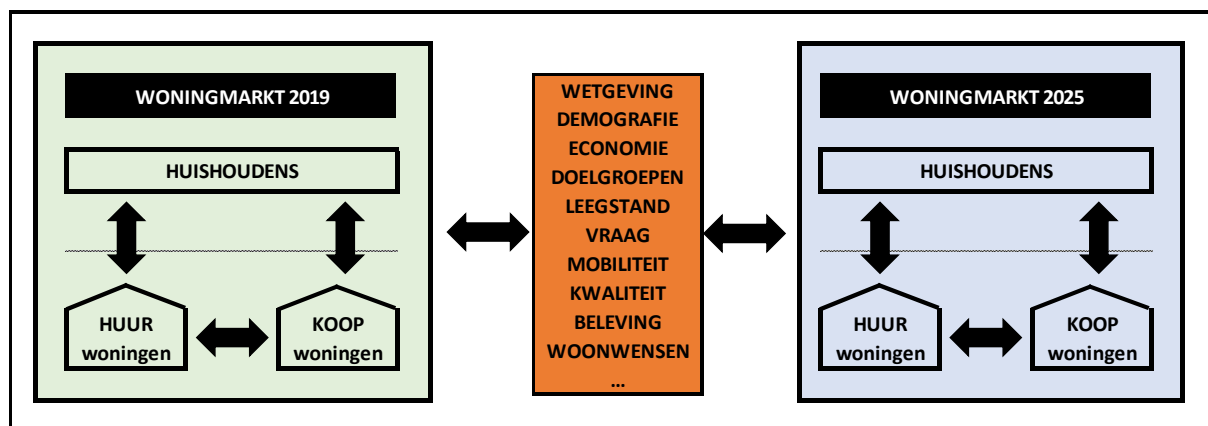 WONINGMARKT 2019
HUISHOUDENS
HUUR
woningen
KOOP
woningen
WETGEVING
DEMOGRAFIE
ECONOMIE
DOELGROEPEN
LEEGSTAND
VRAAG
MOBILITEIT
KWALITEIT
BELEVING
WOONWENSEN
...
WONINGMARKT 2025
HUISHOUDENS
HUUR
woningen
KOOP
woningen